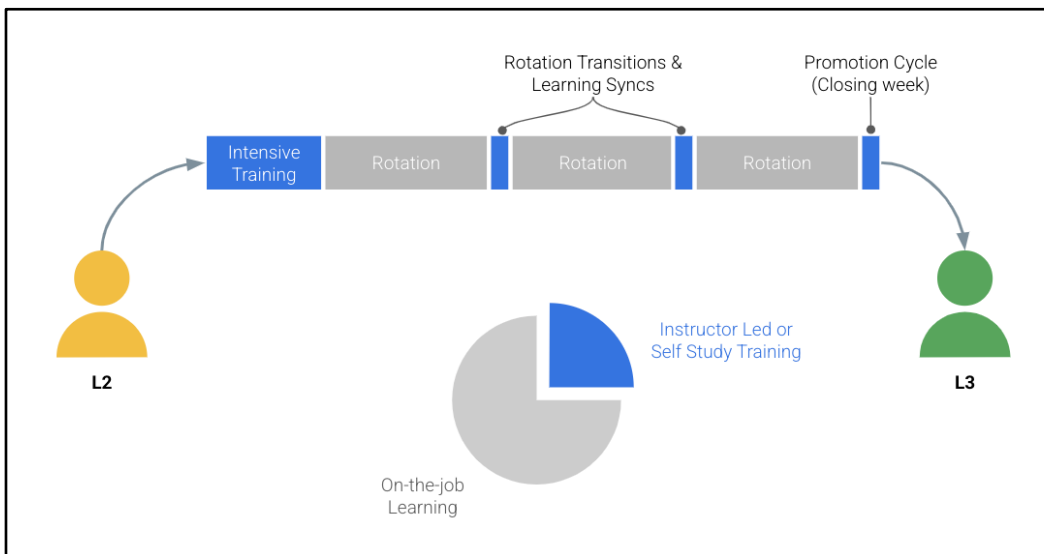 Rotation Transitions &
Learning Syncs
Promotion Cycle
(Closing week)
Intensive
Training
Rotation
Rotation
Rotation
L2
L3
Instructor Led or
Self Study Training
On-the-job
Learning